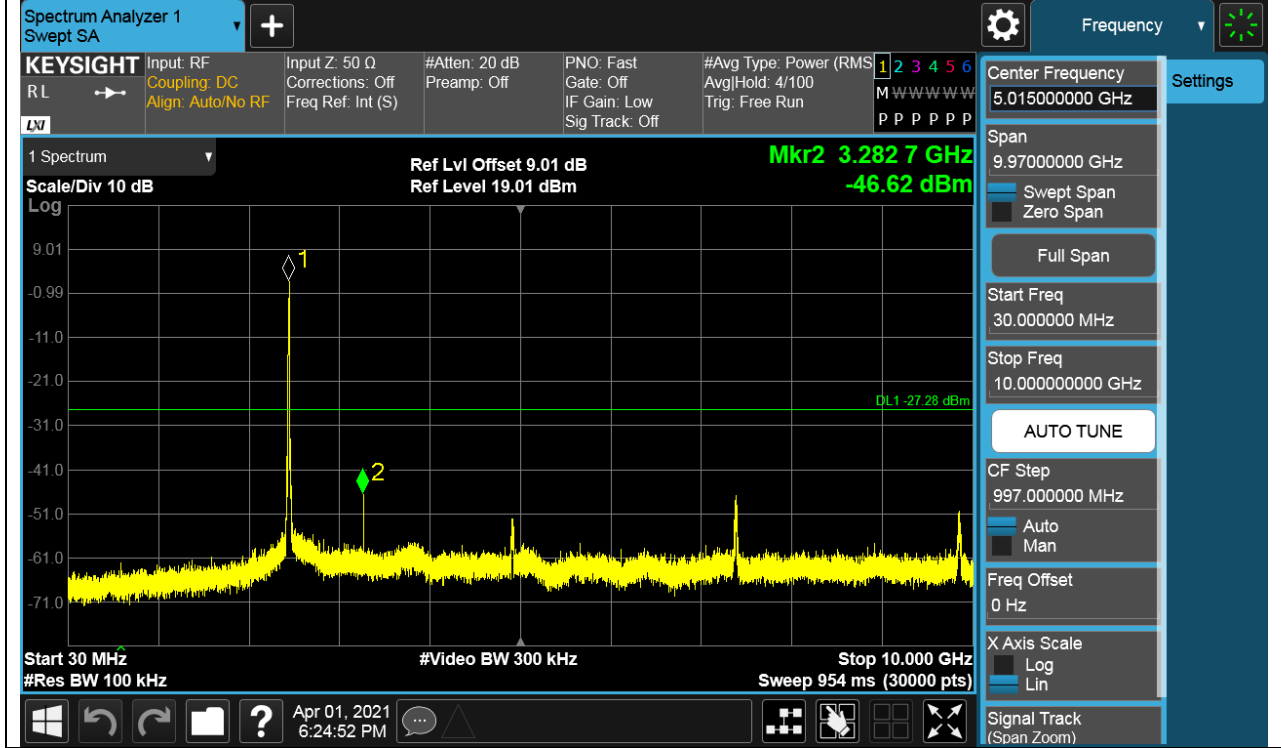 Spectrum Analyzer 1
Swept SA
Frequency
KEYSIGHT
R L
LXI
Input: RF
Coupling: DC
Align: Auto/No RF
Input Z: 50 Ω
Corrections: Off
Freq Ref: Int (S)
#Atten: 20 dB
Preamp: Off
PNO: Fast
Gate: Off
IF Gain: Low
Sig Track: Off
#Avg Type: Power (RMS
Avg|Hold: 4/100
Trig: Free Run
1 2 3 4 5 6
M W W W W W
P P P P P P
1 Spectrum
Scale/Div 10 dB
Log
Ref Lvl Offset 9.01 dB
Ref Level 19.01 dBm
Mkr2 3.282 7 GHz
-46.62 dBm
9.01
-0.99
-11.0
-21.0
-31.0
-41.0
-51.0
-61.0
-71.0
1
2
DL1 -27.28 dBm
Start 30 MHz
#Res BW 100 kHz
#Video BW 300 kHz
Stop 10.000 GHz
Sweep 954 ms (30000 pts)
Center Frequency
5.015000000 GHz
Settings
Span
9.97000000 GHz
Swept Span
Zero Span
Full Span
Start Freq
30.000000 MHz
Stop Freq
10.000000000 GHz
AUTO TUNE
CF Step
997.000000 MHz
Auto
Man
Freq Offset
0 Hz
X Axis Scale
Log
Lin
Signal Track
(Span Zoom)
?
Apr 01, 2021
6:24:52 PM